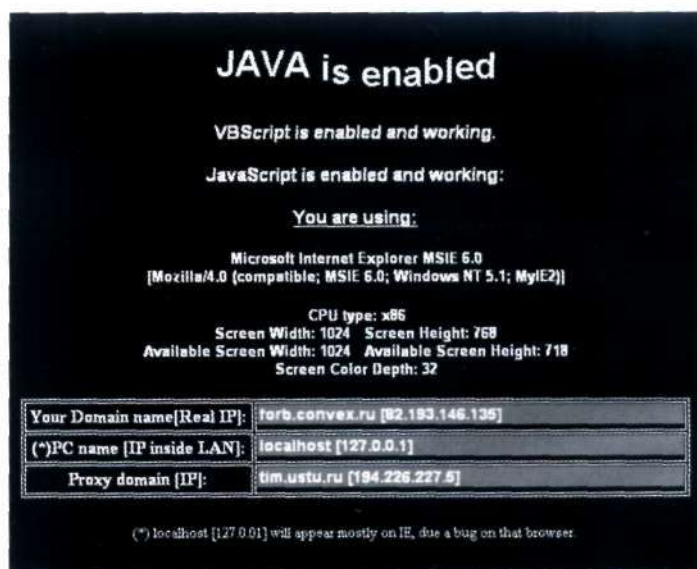 JAVA is enabled
VBScript is enabled and working.
JavaScript is enabled and working:
You are using:
Microsoft Internet Explorer MSIE 6.0
[Mozilla/4.0 (compatible; MSIE 6.0; Windows NT 5.1; MyIE2)]
CPU type: x86
Screen Width: 1024 Screen Height: 768
Available Screen Width: 1024 Available Screen Height: 718
Screen Color Depth: 32
Your Domain name[Real IP]: forb.convex.ru [82.193.146.135]
(*)PC name [IP inside LAN]: localhost [127.0.0.1]
Proxy domain [IP]: tim.ustu.ru [194.226.227.5]
(*) localhost [127.0.01] will appear mostly on IE, due a bug on that browser.